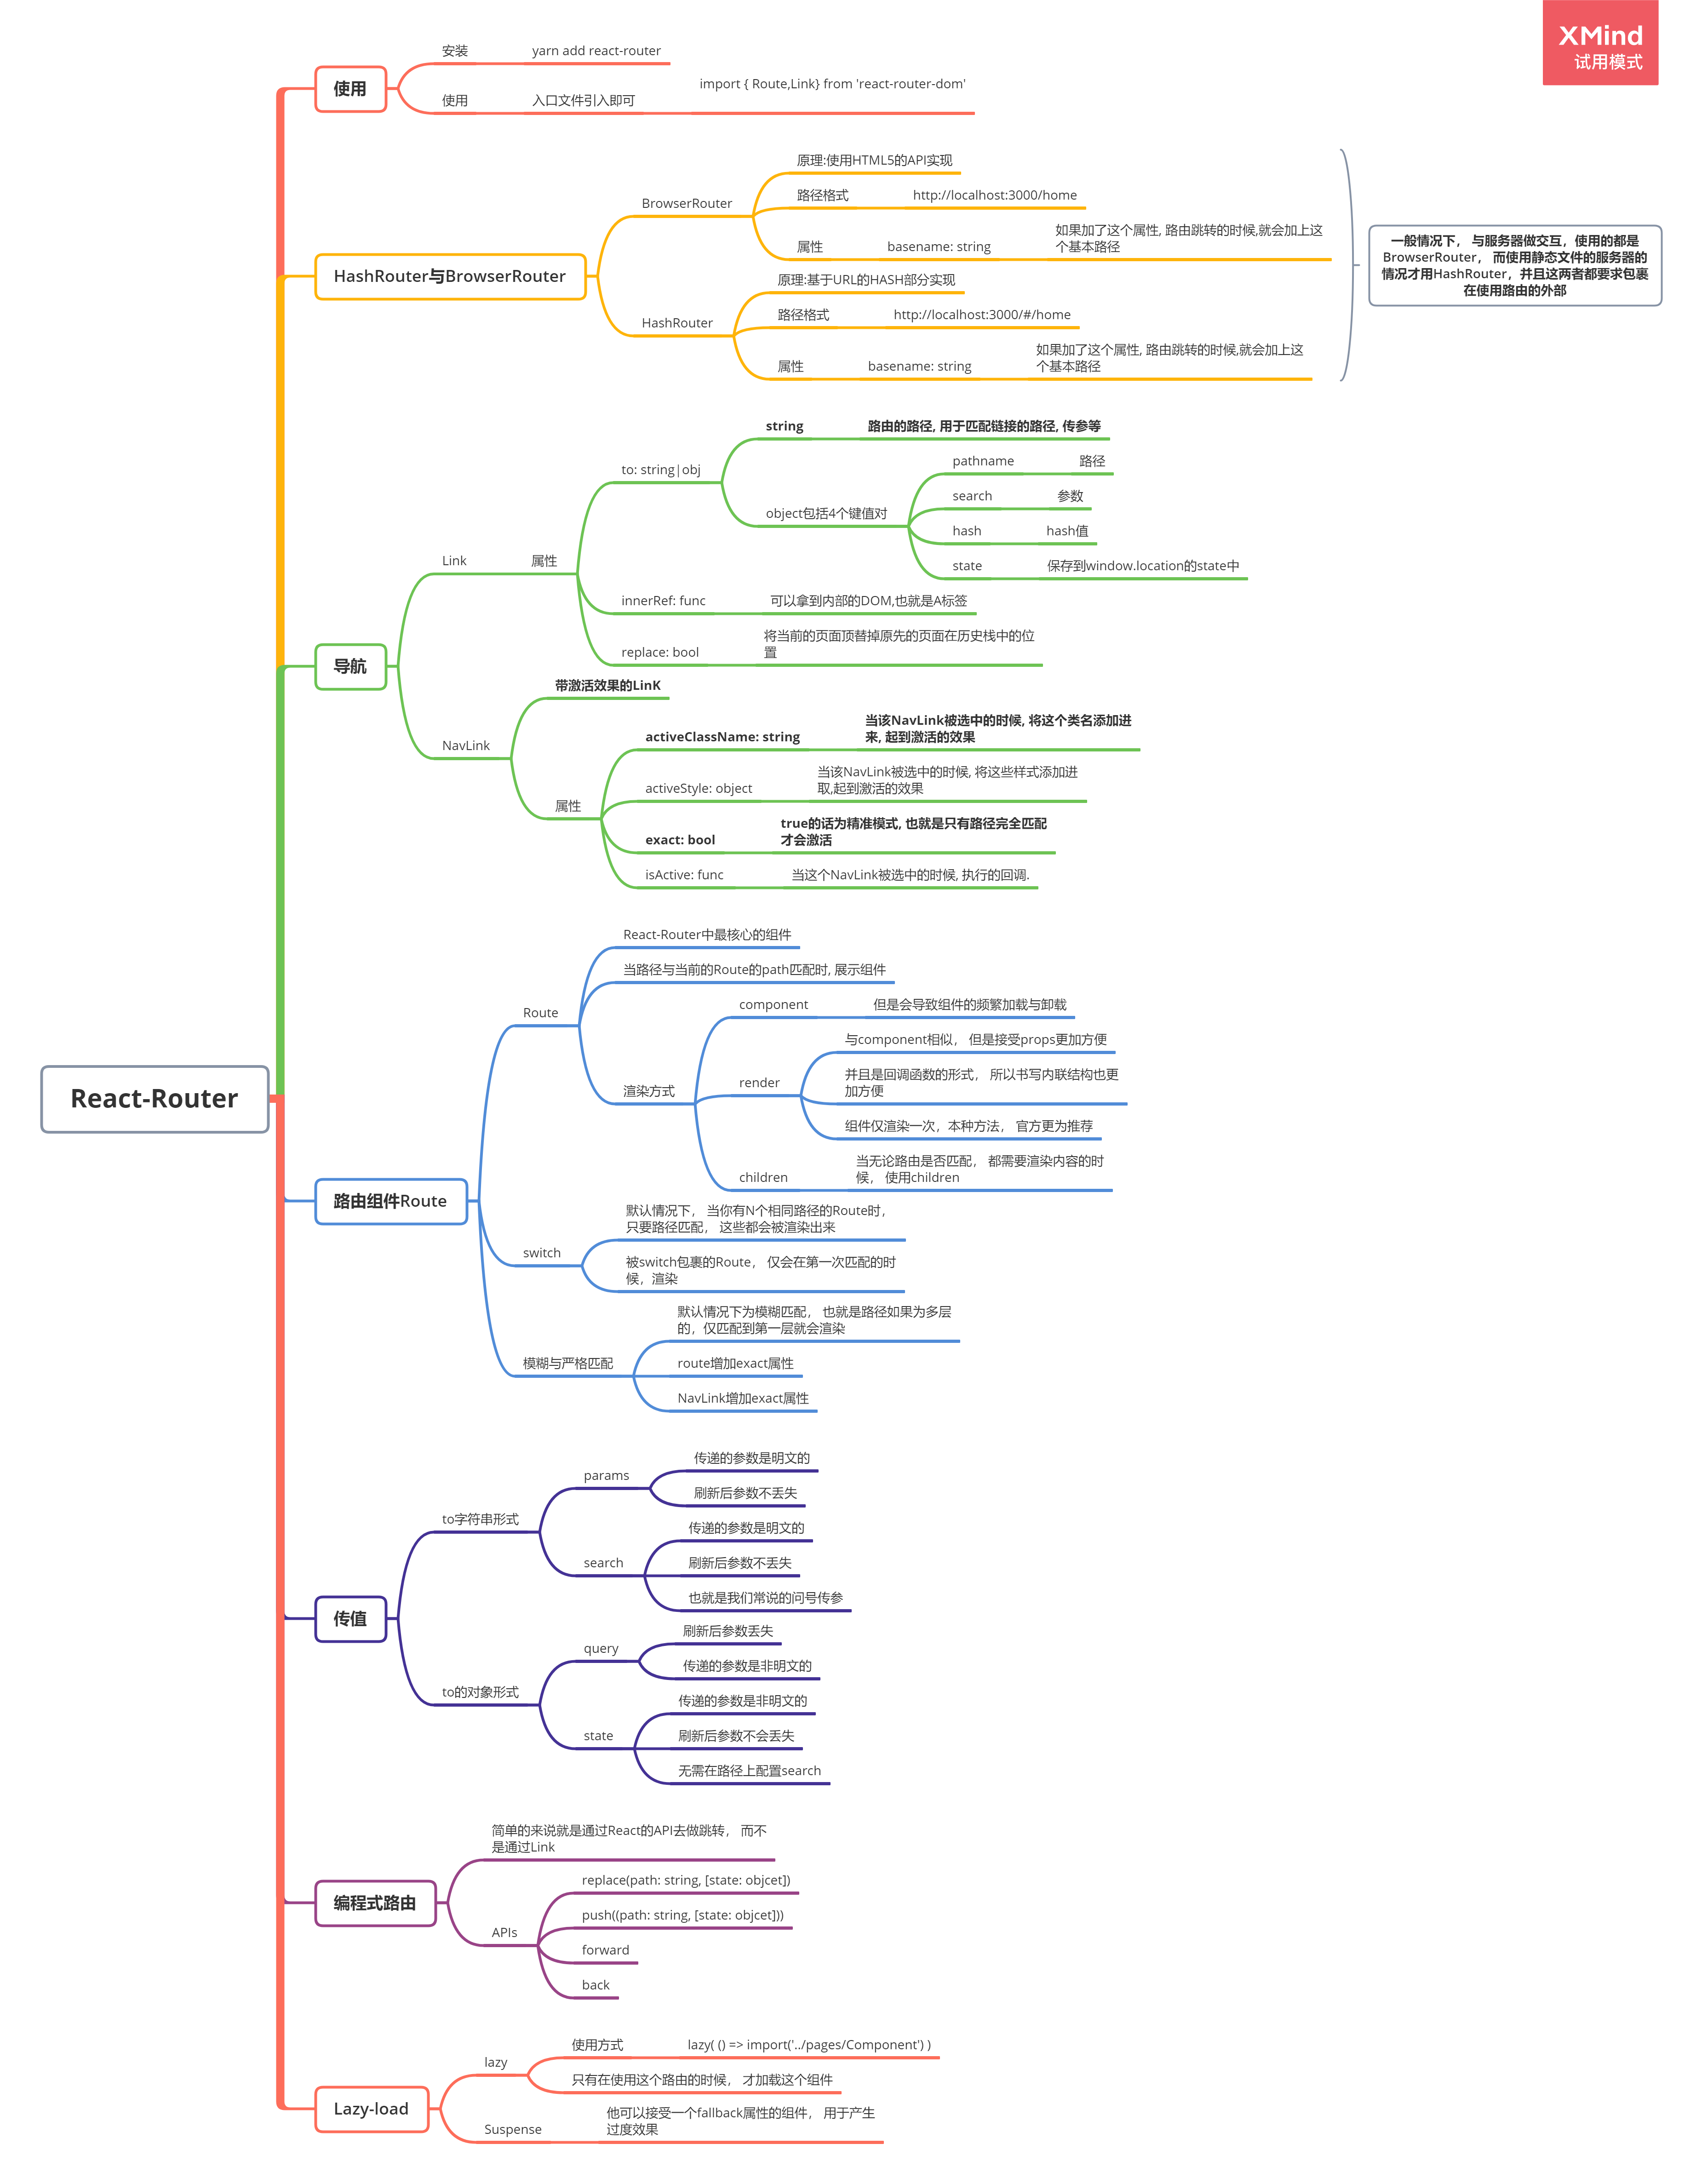 XMind
试用模式
React-Router
使用
安装
yarn add react-router
使用
入口文件引入即可
import { Route,Link} from 'react-router-dom'
HashRouter与BrowserRouter
BrowserRouter
原理:使用HTML5的API实现
路径格式
http://localhost:3000/home
属性
basename: string
如果加了这个属性, 路由跳转的时候,就会加上这
个基本路径
HashRouter
原理:基于URL的HASH部分实现
路径格式
http://localhost:3000/#/home
属性
basename: string
如果加了这个属性, 路由跳转的时候,就会加上这
个基本路径
一般情况下， 与服务器做交互，使用的都是
BrowserRouter， 而使用静态文件的服务器的
情况才用HashRouter，并且这两者都要求包裹
在使用路由的外部
导航
Link
属性
to: string|obj
string
路由的路径, 用于匹配链接的路径, 传参等
object包括4个键值对
pathname
路径
search
参数
hash
hash值
state
保存到window.location的state中
innerRef: func
可以拿到内部的DOM,也就是A标签
replace: bool
将当前的页面顶替掉原先的页面在历史栈中的位
置
NavLink
带激活效果的LinK
属性
activeClassName: string
当该NavLink被选中的时候, 将这个类名添加进
来, 起到激活的效果
activeStyle: object
当该NavLink被选中的时候, 将这些样式添加进
取,起到激活的效果
exact: bool
true的话为精准模式, 也就是只有路径完全匹配
才会激活
isActive: func
当这个NavLink被选中的时候, 执行的回调.
路由组件Route
Route
React-Router中最核心的组件
当路径与当前的Route的path匹配时, 展示组件
渲染方式
component
但是会导致组件的频繁加载与卸载
render
与component相似， 但是接受props更加方便
并且是回调函数的形式， 所以书写内联结构也更
加方便
组件仅渲染一次，本种方法， 官方更为推荐
children
当无论路由是否匹配， 都需要渲染内容的时
候， 使用children
switch
默认情况下， 当你有N个相同路径的Route时，
只要路径匹配， 这些都会被渲染出来
被switch包裹的Route， 仅会在第一次匹配的时
候，渲染
模糊与严格匹配
默认情况下为模糊匹配， 也就是路径如果为多层
的，仅匹配到第一层就会渲染
route增加exact属性
NavLink增加exact属性
传值
to字符串形式
params
传递的参数是明文的
刷新后参数不丢失
search
传递的参数是明文的
刷新后参数不丢失
也就是我们常说的问号传参
to的对象形式
query
刷新后参数丢失
传递的参数是非明文的
state
传递的参数是非明文的
刷新后参数不会丢失
无需在路径上配置search
编程式路由
简单的来说就是通过React的API去做跳转， 而不
是通过Link
APIs
replace(path: string, [state: objcet])
push((path: string, [state: objcet]))
forward
back
Lazy-load
lazy
使用方式
lazy( () => import('../pages/Component') )
只有在使用这个路由的时候， 才加载这个组件
Suspense
他可以接受一个fallback属性的组件， 用于产生
过度效果